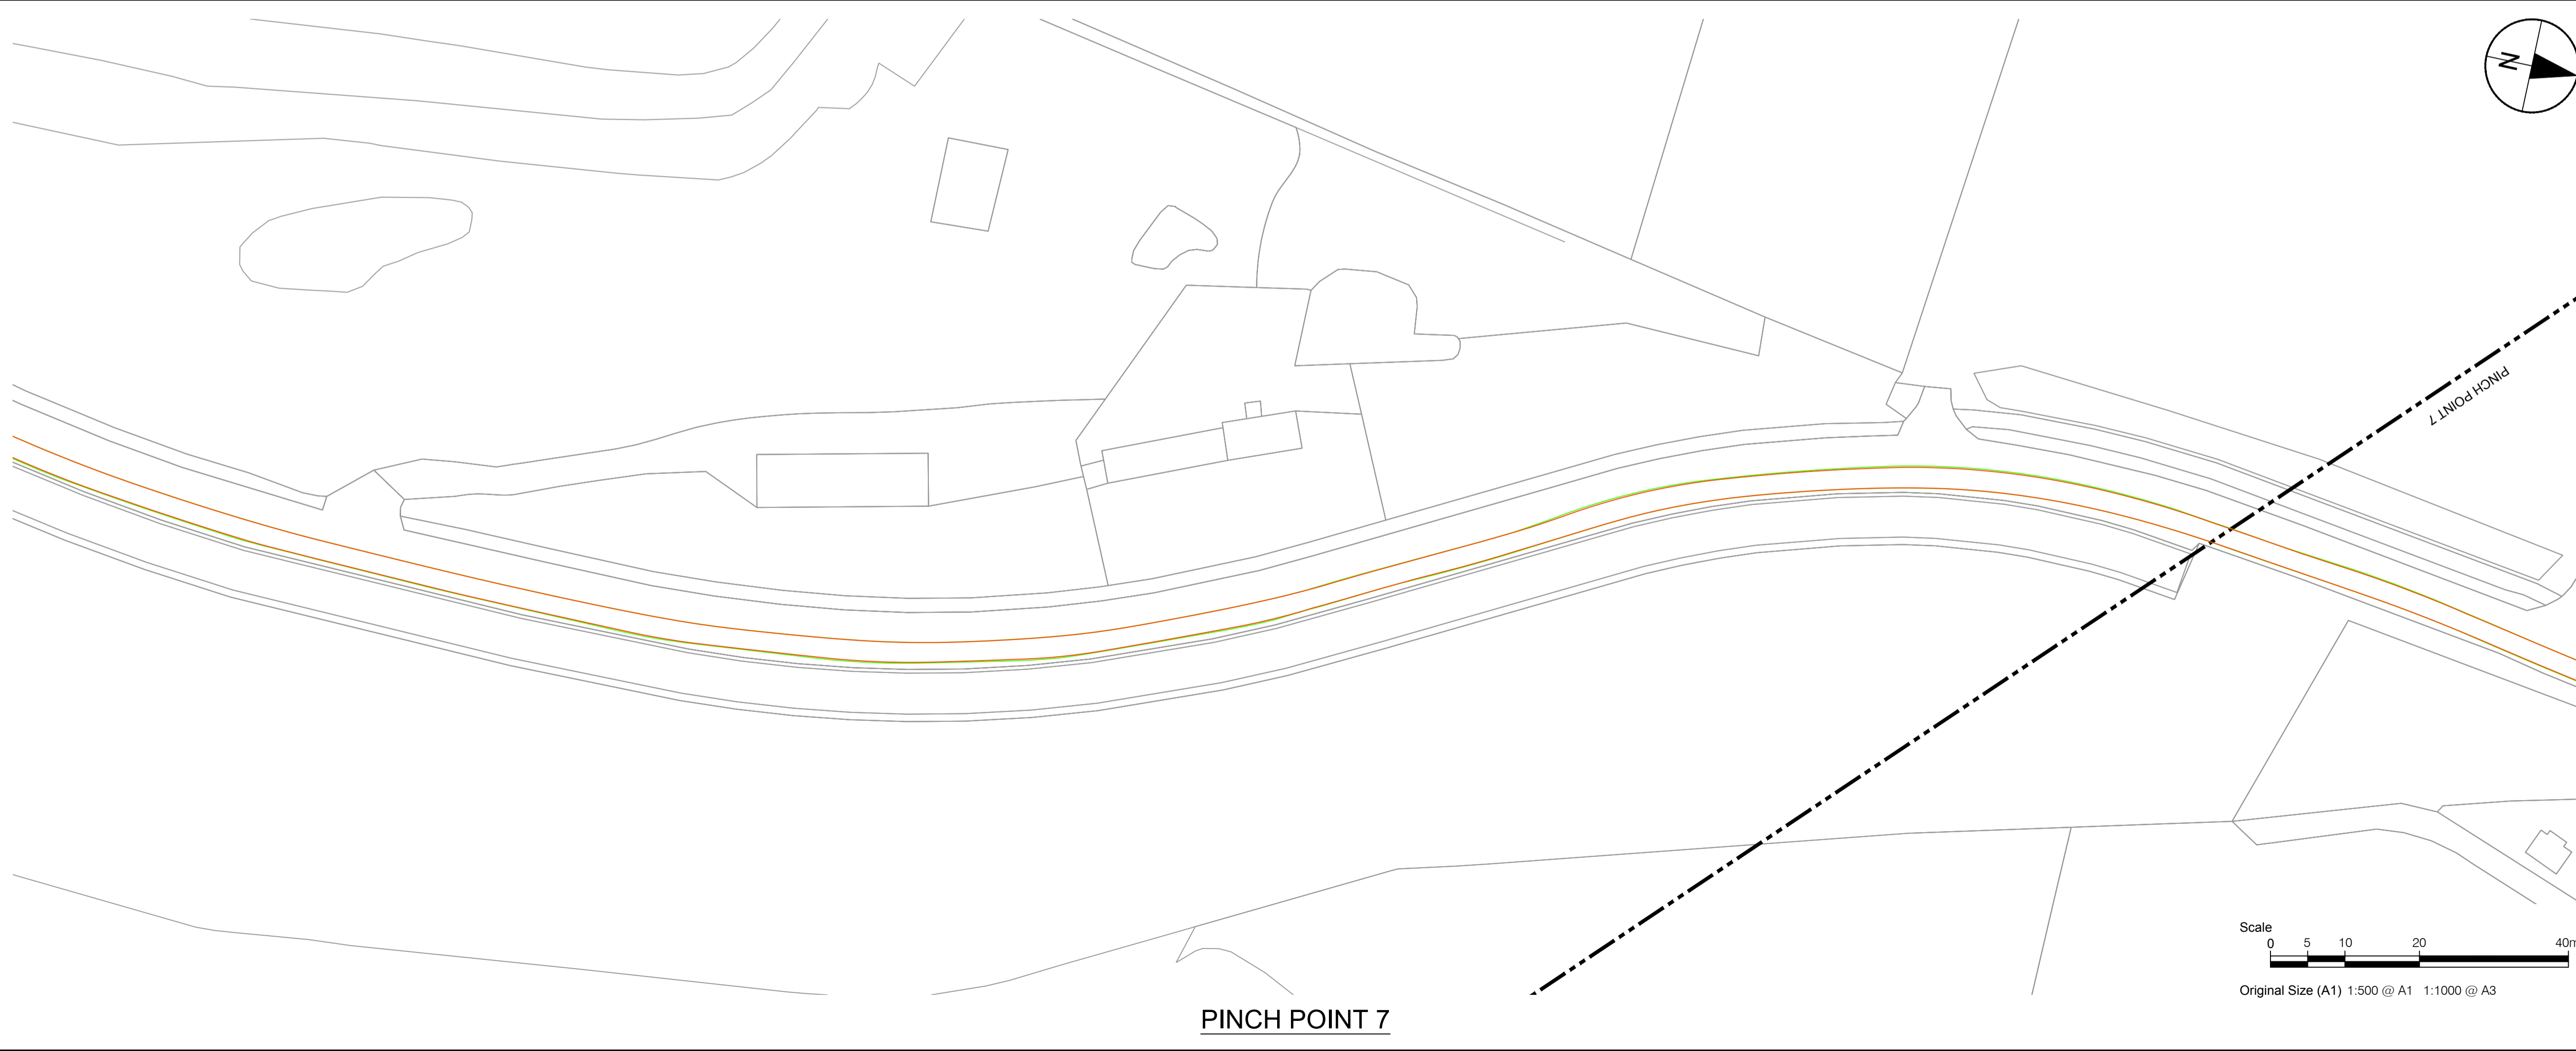 N
PINCH POINT 7
Scale
0 5 10 20 40m
Original Size (A1) 1:500 @ A1 1:1000 @ A3
PINCH POINT 7